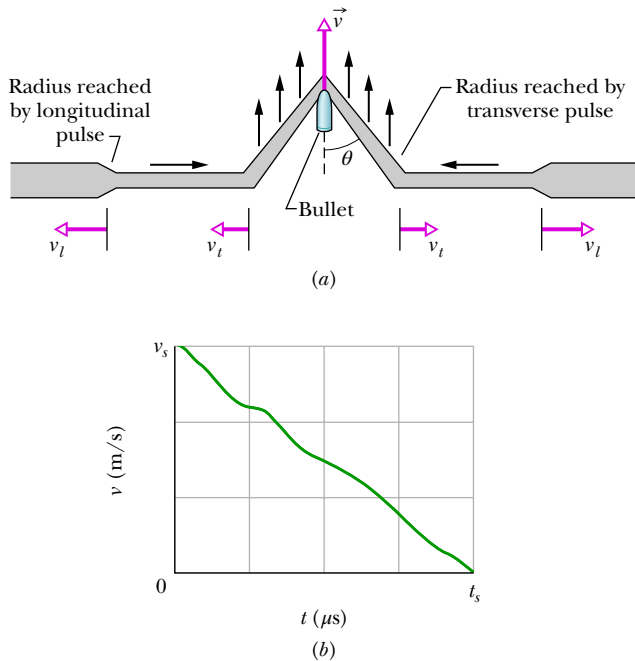 v
Radius reached
by longitudinal
pulse
Radius reached by
transverse pulse
θ
Bullet
v_l
v_t
v_t
v_l
(a)
v_s
v (m/s)
0
t_s
t (μs)
(b)